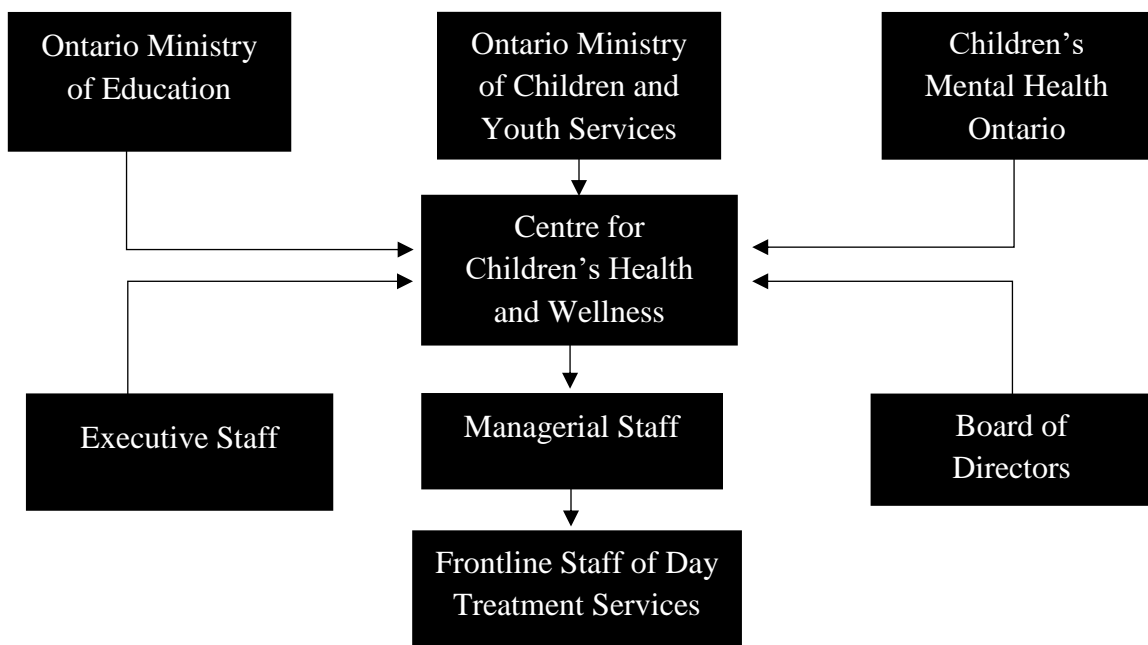 Ontario Ministry
of Education
Ontario Ministry
of Children and
Youth Services
Children’s
Mental Health
Ontario
Centre for
Children’s Health
and Wellness
Executive Staff
Managerial Staff
Board of
Directors
Frontline Staff of Day
Treatment Services